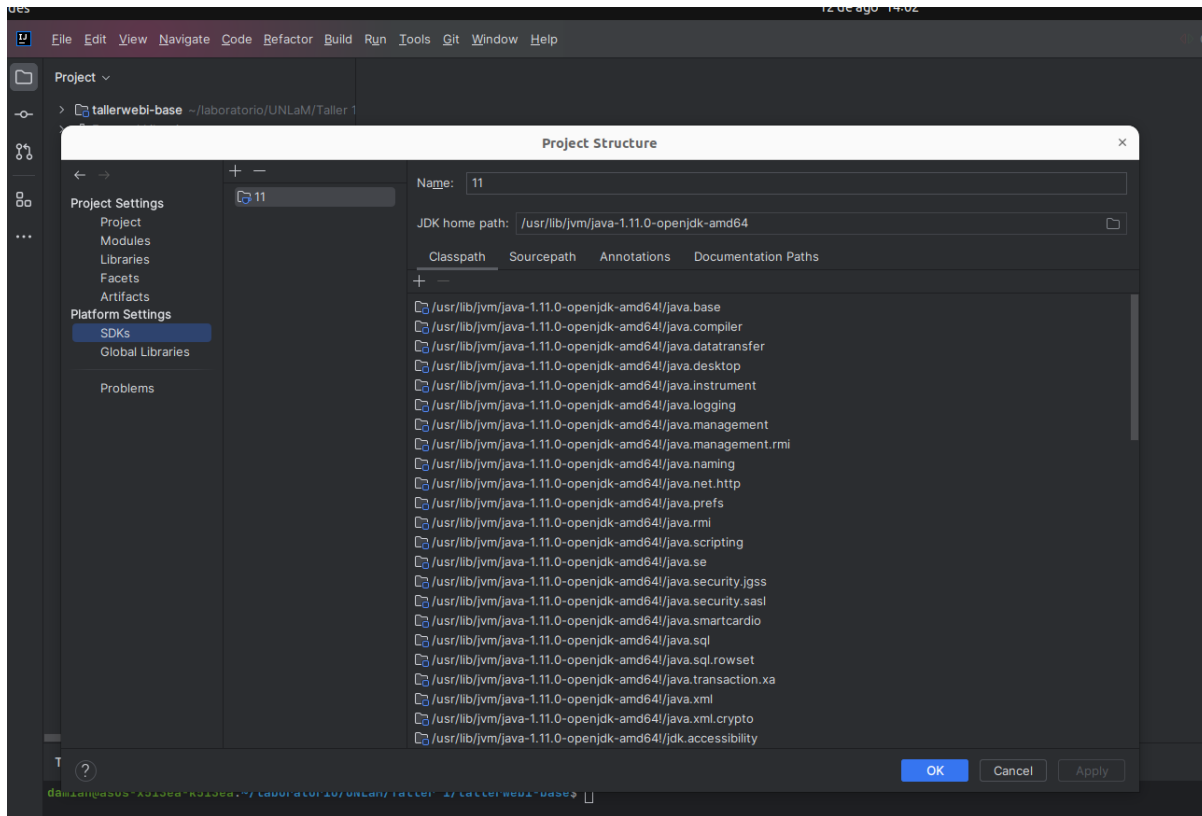 12 de ago 14:02
File Edit View Navigate Code Refactor Build Run Tools Git Window Help
Project
tallerwebi-base ~/laboratorio/UNLaM/Taller 1
Project Structure
Project Settings
Project
Modules
Libraries
Facets
Artifacts
Platform Settings
SDKs
Global Libraries
Problems
11
Name: 11
JDK home path: /usr/lib/jvm/java-1.11.0-openjdk-amd64
Classpath Sourcepath Annotations Documentation Paths
/usr/lib/jvm/java-1.11.0-openjdk-amd64!/java.base
/usr/lib/jvm/java-1.11.0-openjdk-amd64!/java.compiler
/usr/lib/jvm/java-1.11.0-openjdk-amd64!/java.datatransfer
/usr/lib/jvm/java-1.11.0-openjdk-amd64!/java.desktop
/usr/lib/jvm/java-1.11.0-openjdk-amd64!/java.instrument
/usr/lib/jvm/java-1.11.0-openjdk-amd64!/java.logging
/usr/lib/jvm/java-1.11.0-openjdk-amd64!/java.management
/usr/lib/jvm/java-1.11.0-openjdk-amd64!/java.management.rmi
/usr/lib/jvm/java-1.11.0-openjdk-amd64!/java.naming
/usr/lib/jvm/java-1.11.0-openjdk-amd64!/java.net.http
/usr/lib/jvm/java-1.11.0-openjdk-amd64!/java.prefs
/usr/lib/jvm/java-1.11.0-openjdk-amd64!/java.rmi
/usr/lib/jvm/java-1.11.0-openjdk-amd64!/java.scripting
/usr/lib/jvm/java-1.11.0-openjdk-amd64!/java.se
/usr/lib/jvm/java-1.11.0-openjdk-amd64!/java.security.jgss
/usr/lib/jvm/java-1.11.0-openjdk-amd64!/java.security.sasl
/usr/lib/jvm/java-1.11.0-openjdk-amd64!/java.smartcardio
/usr/lib/jvm/java-1.11.0-openjdk-amd64!/java.sql
/usr/lib/jvm/java-1.11.0-openjdk-amd64!/java.sql.rowset
/usr/lib/jvm/java-1.11.0-openjdk-amd64!/java.transaction.xa
/usr/lib/jvm/java-1.11.0-openjdk-amd64!/java.xml
/usr/lib/jvm/java-1.11.0-openjdk-amd64!/java.xml.crypto
/usr/lib/jvm/java-1.11.0-openjdk-amd64!/jdk.accessibility
OK Cancel Apply
damian@asus-x513ea-k513ea:~/laboratorio/UNLaM/Taller 1/tallerwebi-base$